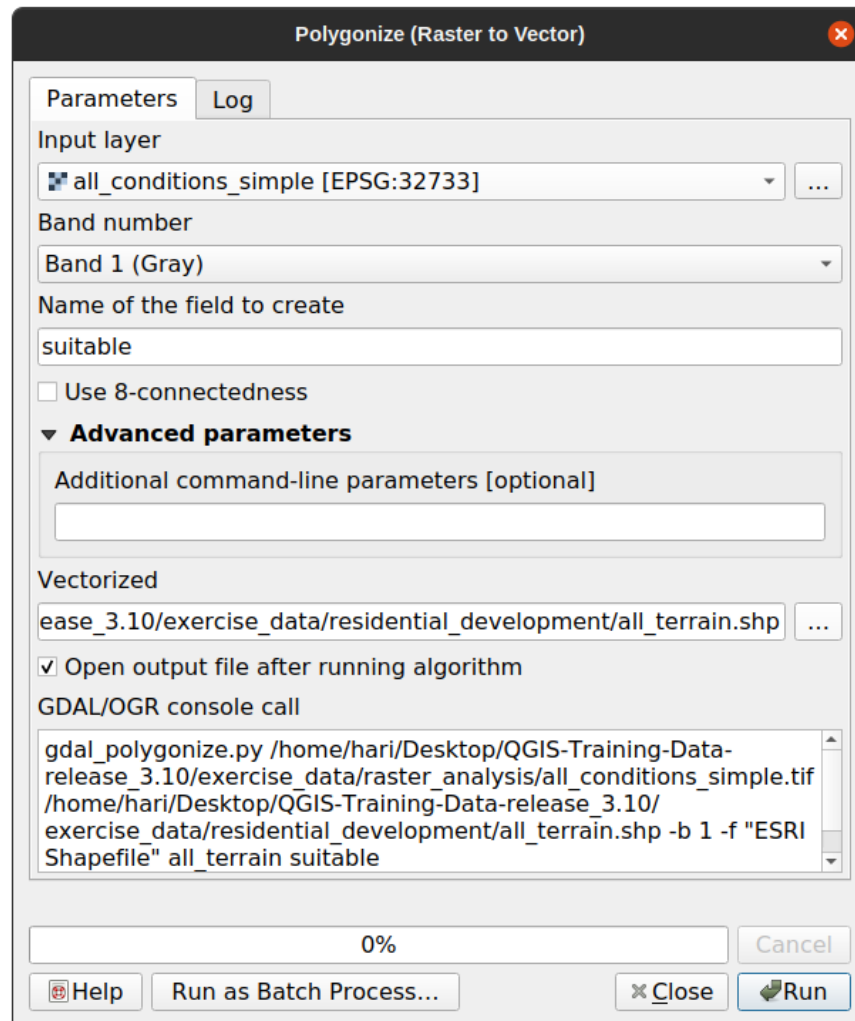 Polygonize (Raster to Vector)
Parameters
Log
Input layer
all_conditions_simple [EPSG:32733]
...
Band number
Band 1 (Gray)
Name of the field to create
suitable
Use 8-connectedness
Advanced parameters
Additional command-line parameters [optional]
Vectorized
ease_3.10/exercise_data/residential_development/all_terrain.shp
...
Open output file after running algorithm
GDAL/OGR console call
gdal_polygonize.py /home/hari/Desktop/QGIS-Training-Data-
release_3.10/exercise_data/raster_analysis/all_conditions_simple.tif
/home/hari/Desktop/QGIS-Training-Data-release_3.10/
exercise_data/residential_development/all_terrain.shp -b 1 -f "ESRI
Shapefile" all_terrain suitable
0%
Cancel
Help
Run as Batch Process...
Close
Run